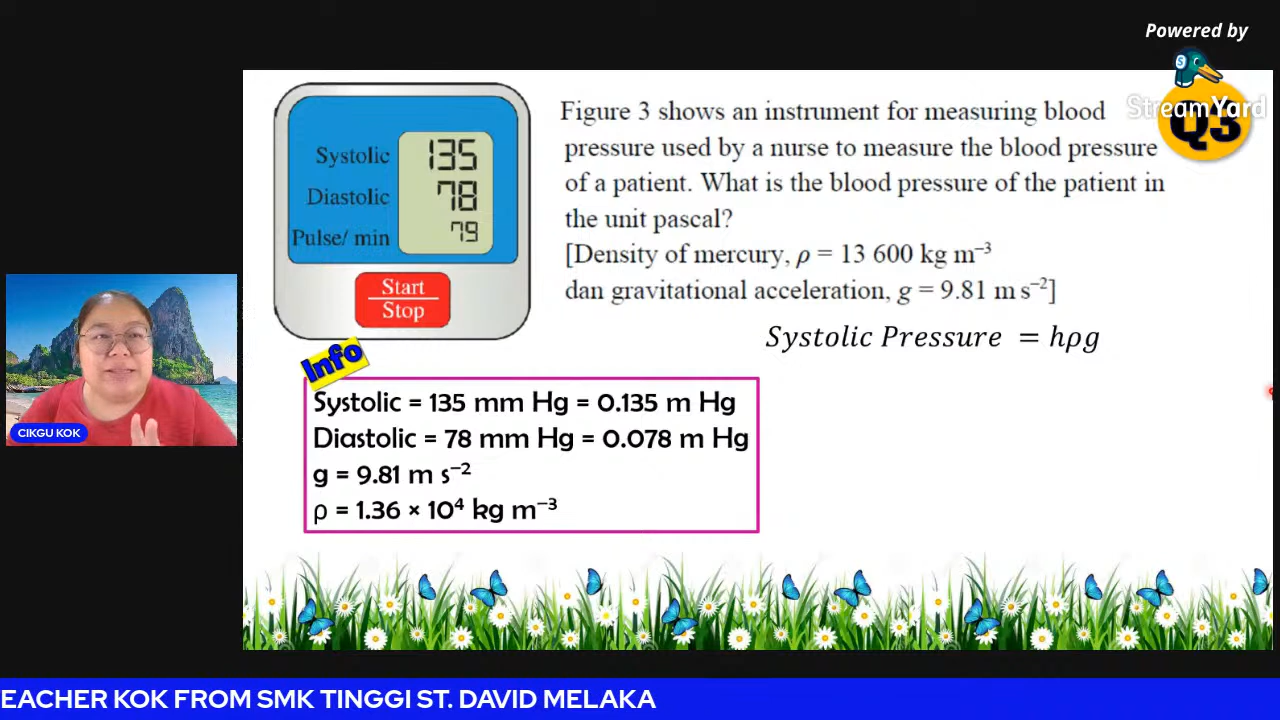 Powered by
StreamYard
Q3
Systolic 135
Diastolic 78
Pulse/ min 79
Start
Stop
Figure 3 shows an instrument for measuring blood
pressure used by a nurse to measure the blood pressure
of a patient. What is the blood pressure of the patient in
the unit pascal?
[Density of mercury, ρ = 13 600 kg m⁻³
dan gravitational acceleration, g = 9.81 m s⁻²]
Systolic Pressure = hρg
Info
Systolic = 135 mm Hg = 0.135 m Hg
Diastolic = 78 mm Hg = 0.078 m Hg
g = 9.81 m s⁻²
ρ = 1.36 × 10⁴ kg m⁻³
CIKGU KOK
EACHER KOK FROM SMK TINGGI ST. DAVID MELAKA